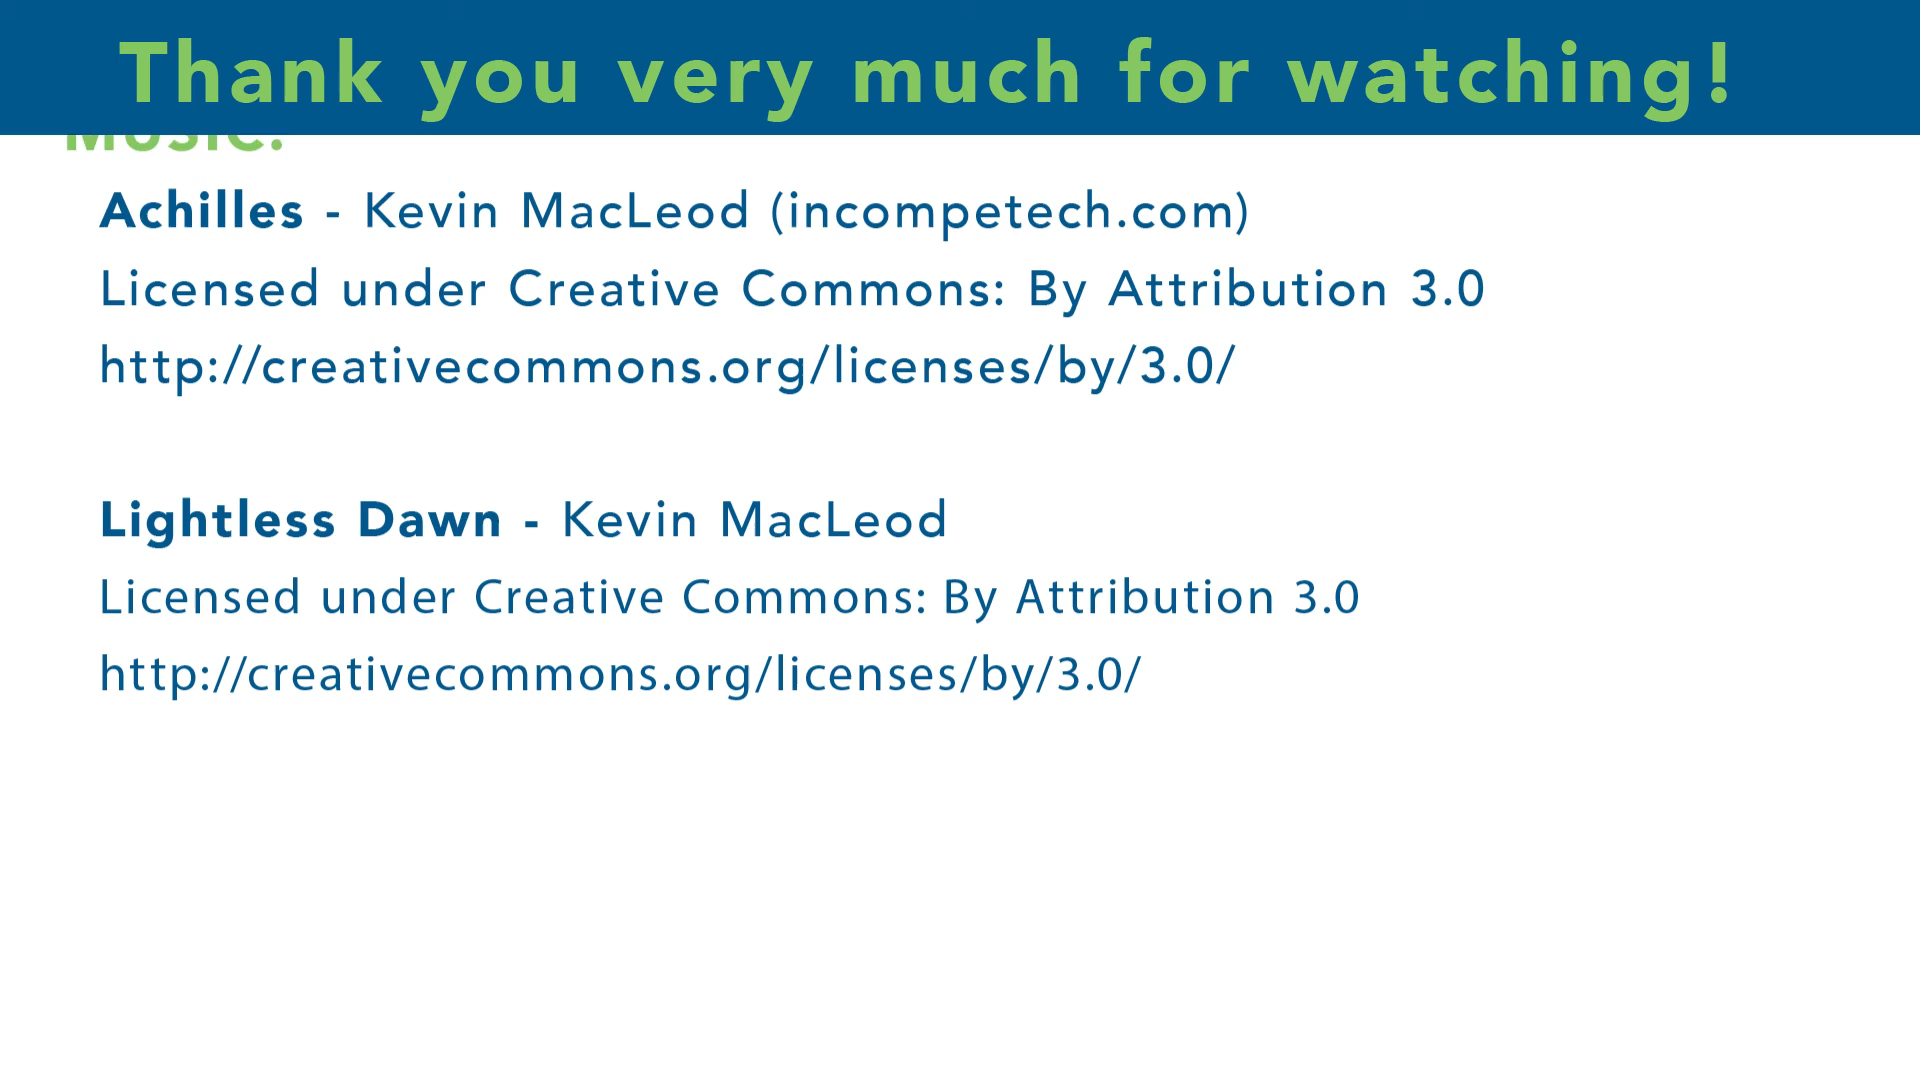 Thank you very much for watching!
Music:
Achilles - Kevin MacLeod (incompetech.com)
Licensed under Creative Commons: By Attribution 3.0
http://creativecommons.org/licenses/by/3.0/
Lightless Dawn - Kevin MacLeod
Licensed under Creative Commons: By Attribution 3.0
http://creativecommons.org/licenses/by/3.0/